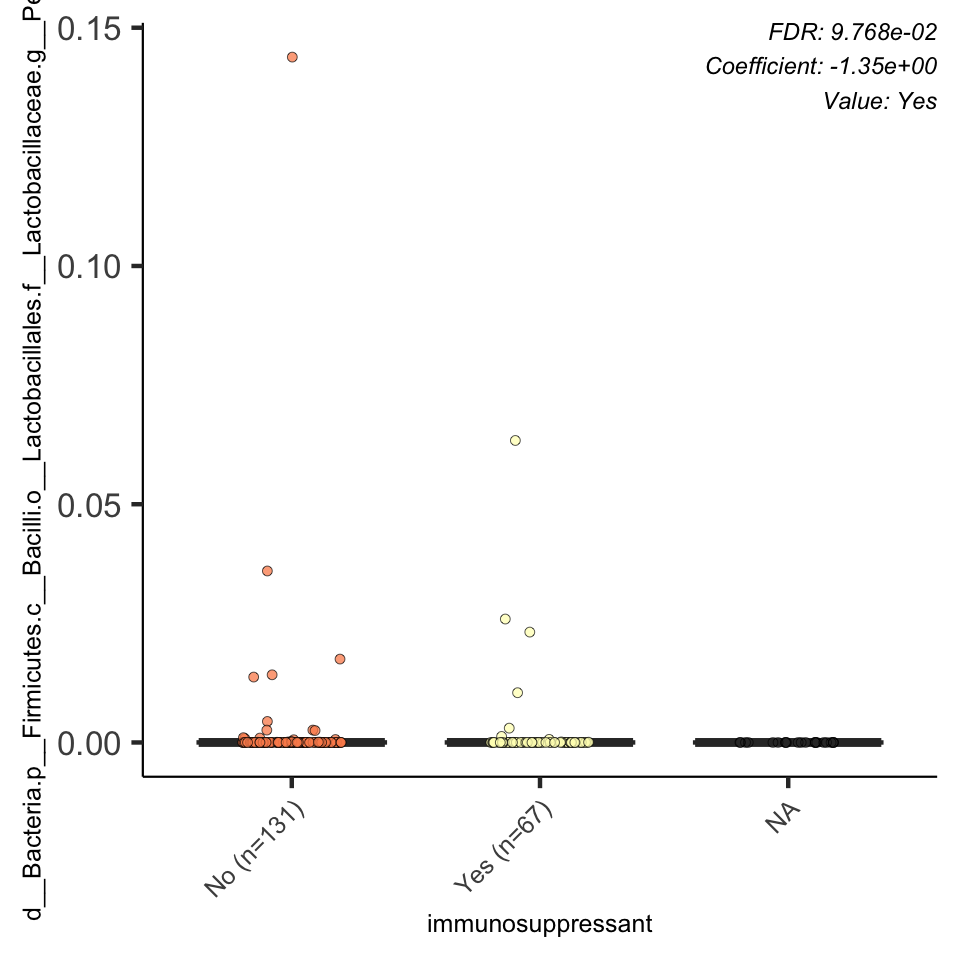 FDR: 9.768e-02
Coefficient: -1.35e+00
Value: Yes
d__Bacteria.p__Firmicutes.c__Bacilli.o__Lactobacillales.f__Lactobacillaceae.g__Pe
0.15
0.10
0.05
0.00
No (n=131)
Yes (n=67)
NA
immunosuppressant